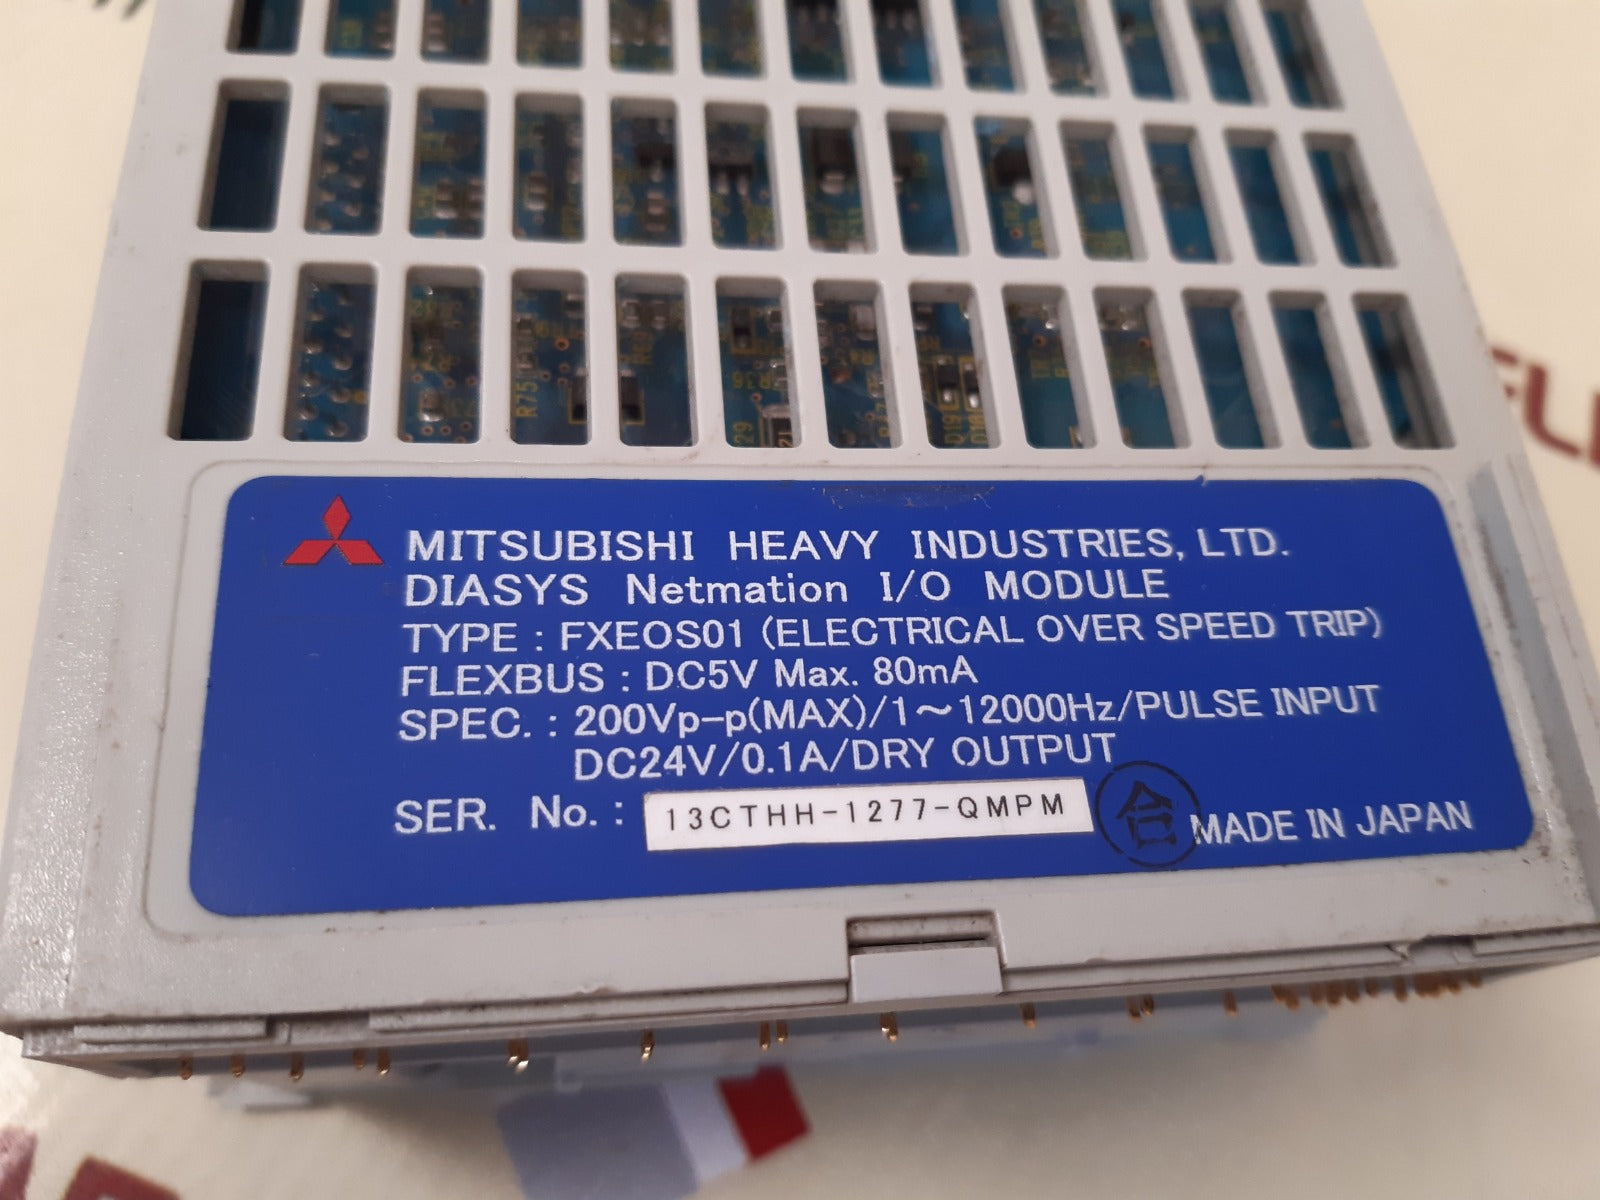 MITSUBISHI HEAVY INDUSTRIES, LTD.
DIASYS Netmation I/O MODULE
TYPE : FXEOS01 (ELECTRICAL OVER SPEED TRIP)
FLEXBUS : DC5V Max. 80mA
SPEC. : 200Vp-p(MAX)/1～12000Hz/PULSE INPUT
DC24V/0.1A/DRY OUTPUT
SER. No. : 13CTHH-1277-QMPM
合
MADE IN JAPAN
R75